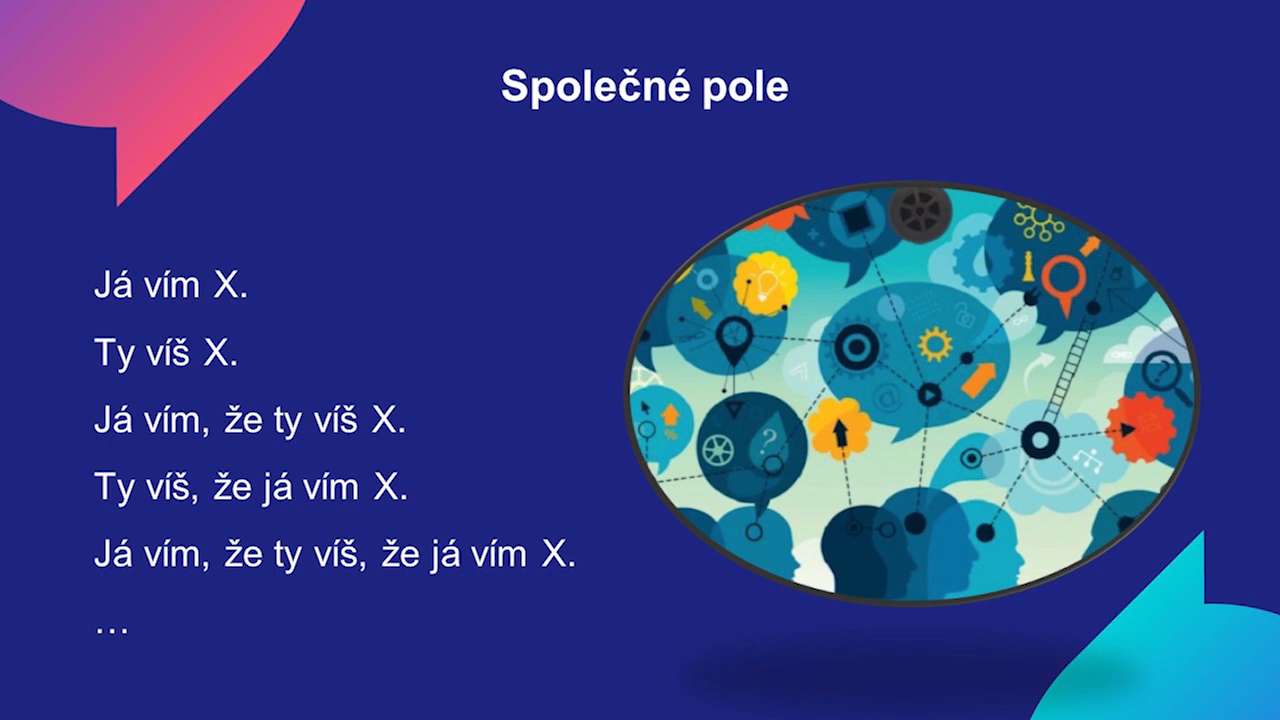 Společné pole
Já vím X.
Ty víš X.
Já vím, že ty víš X.
Ty víš, že já vím X.
Já vím, že ty víš, že já vím X.
…